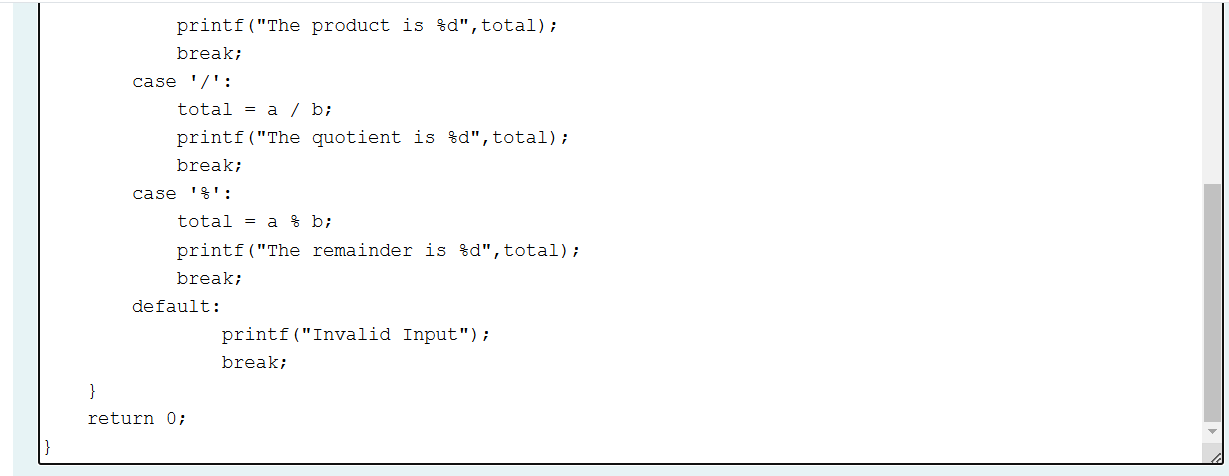 printf("The product is %d",total);
break;
case '/':
total = a / b;
printf("The quotient is %d",total);
break;
case '%':
total = a % b;
printf("The remainder is %d",total);
break;
default:
printf("Invalid Input");
break;
}
return 0;
}